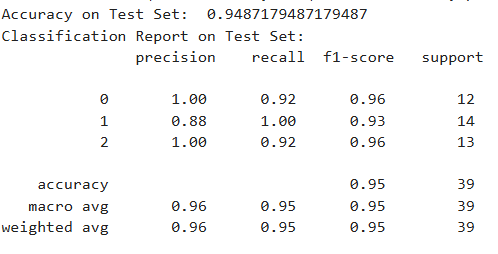 Accuracy on Test Set:  0.9487179487179487
Classification Report on Test Set:
              precision    recall  f1-score   support

           0       1.00      0.92      0.96        12
           1       0.88      1.00      0.93        14
           2       1.00      0.92      0.96        13

    accuracy                           0.95        39
   macro avg       0.96      0.95      0.95        39
weighted avg       0.96      0.95      0.95        39